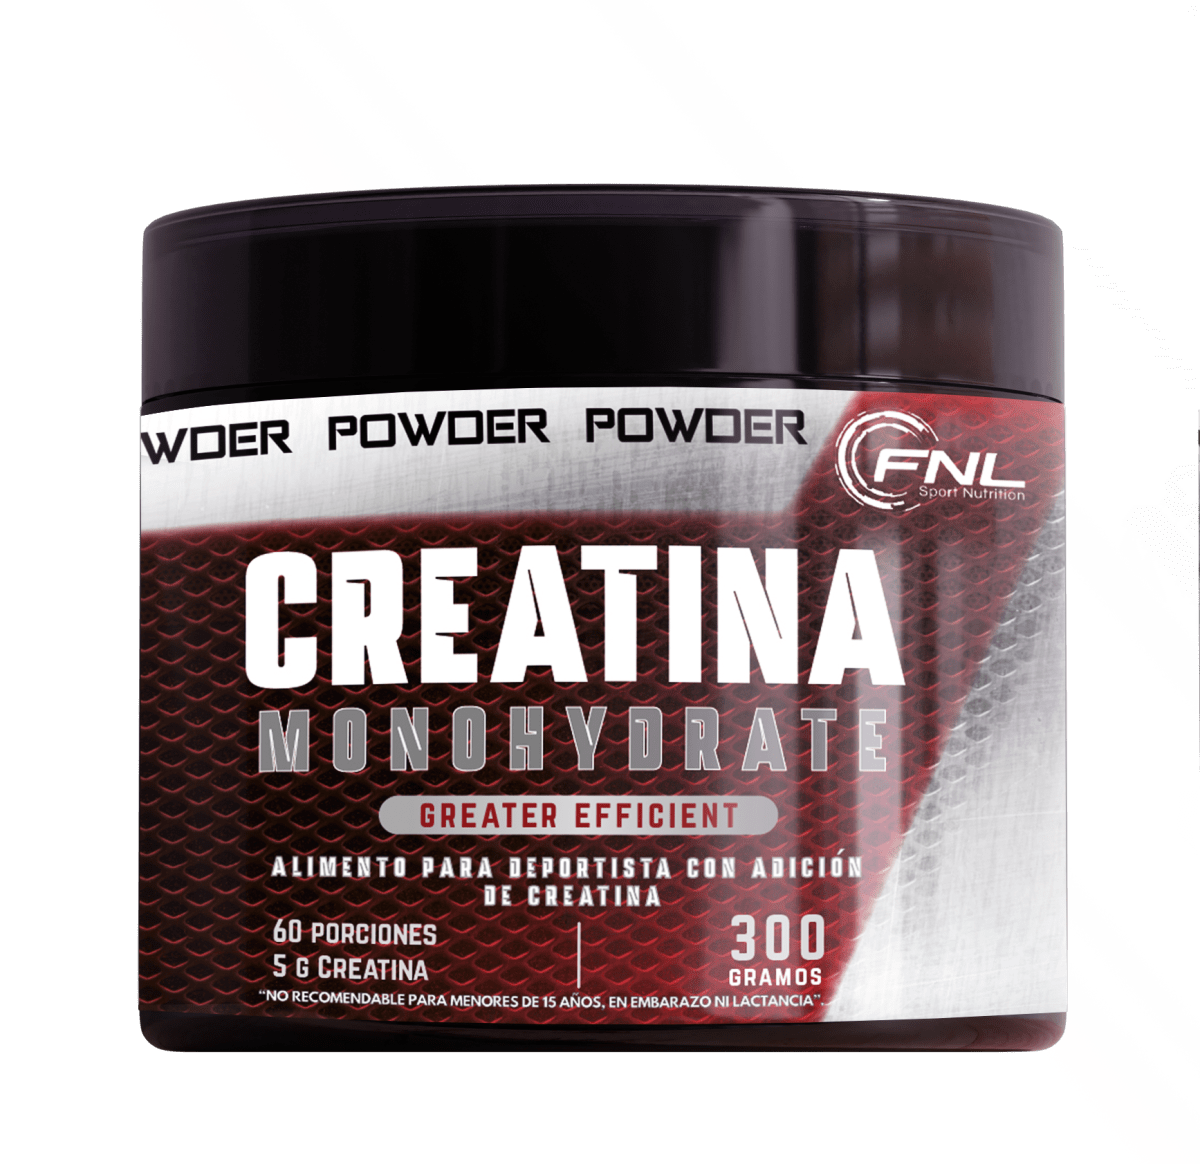 WDER POWDER POWDER
FNL
Sport Nutrition
CREATINA
MONOHYDRATE
GREATER EFFICIENT
ALIMENTO PARA DEPORTISTA CON ADICIÓN
DE CREATINA
60 PORCIONES
5 G CREATINA
300
GRAMOS
“NO RECOMENDABLE PARA MENORES DE 15 AÑOS, EN EMBARAZO NI LACTANCIA”.